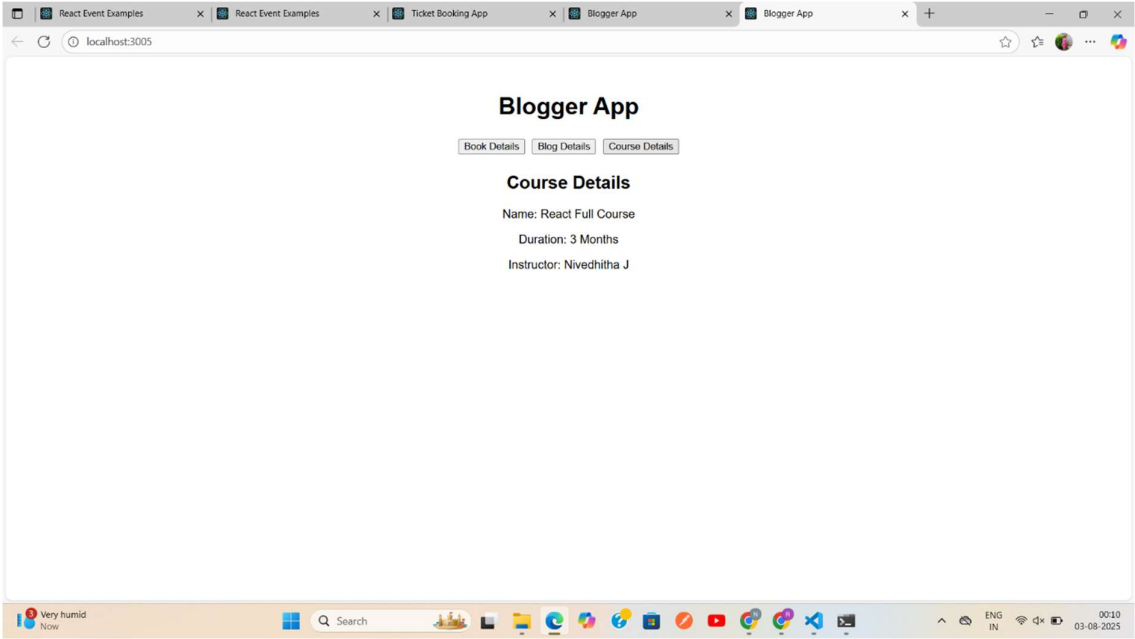 React Event Examples
React Event Examples
Ticket Booking App
Blogger App
Blogger App
localhost:3005
Blogger App
Book Details
Blog Details
Course Details
Course Details
Name: React Full Course
Duration: 3 Months
Instructor: Nivedhitha J
3
Very humid
Now
Search
N
R
ENG
IN
00:10
03-08-2025